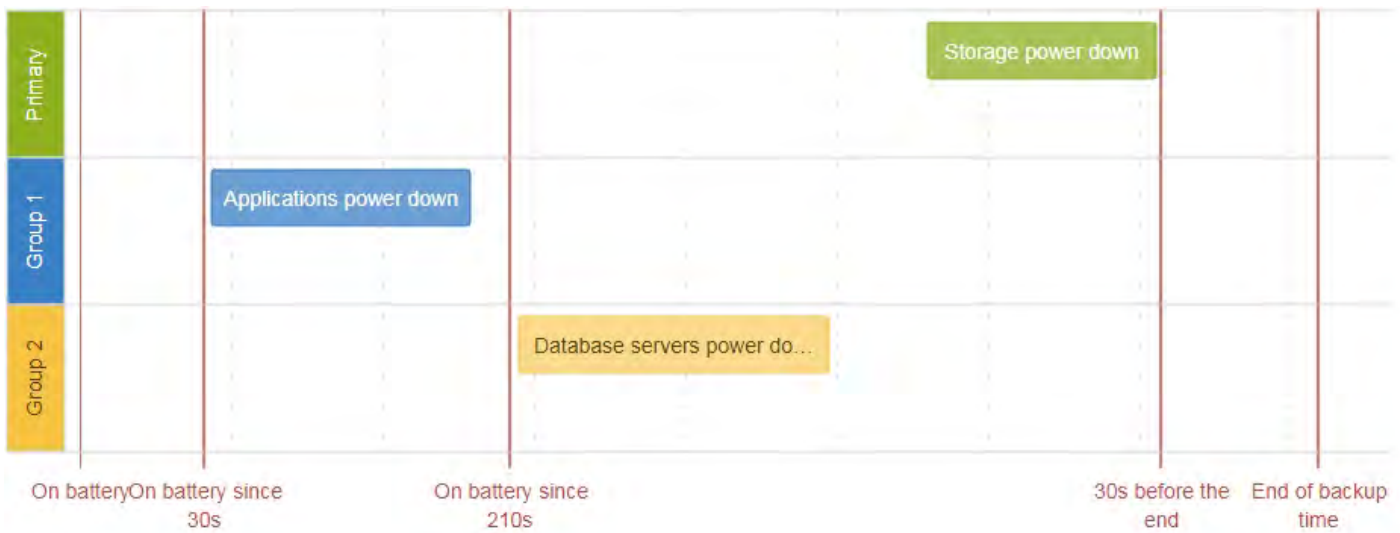 Primary
Storage power down
Group 1
Applications power down
Group 2
Database servers power do...
On battery
On battery since
30s
On battery since
210s
30s before the
end
End of backup
time